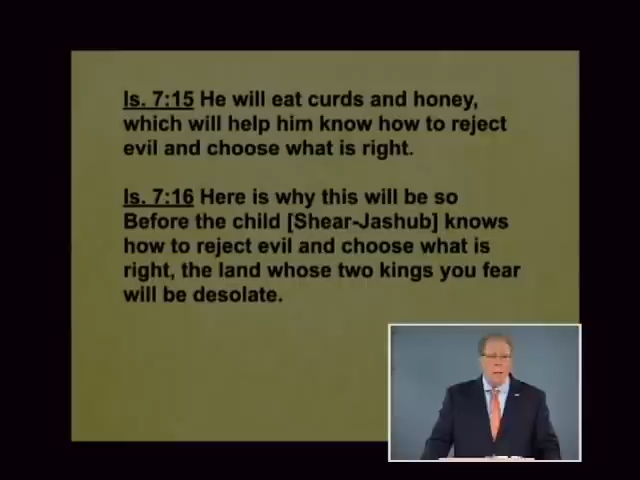 Is. 7:15 He will eat curds and honey,
which will help him know how to reject
evil and choose what is right.
Is. 7:16 Here is why this will be so
Before the child [Shear-Jashub] knows
how to reject evil and choose what is
right, the land whose two kings you fear
will be desolate.